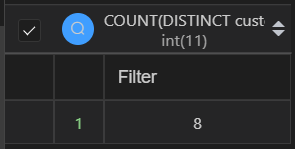 COUNT(DISTINCT cust
int(11)
Filter
1 8